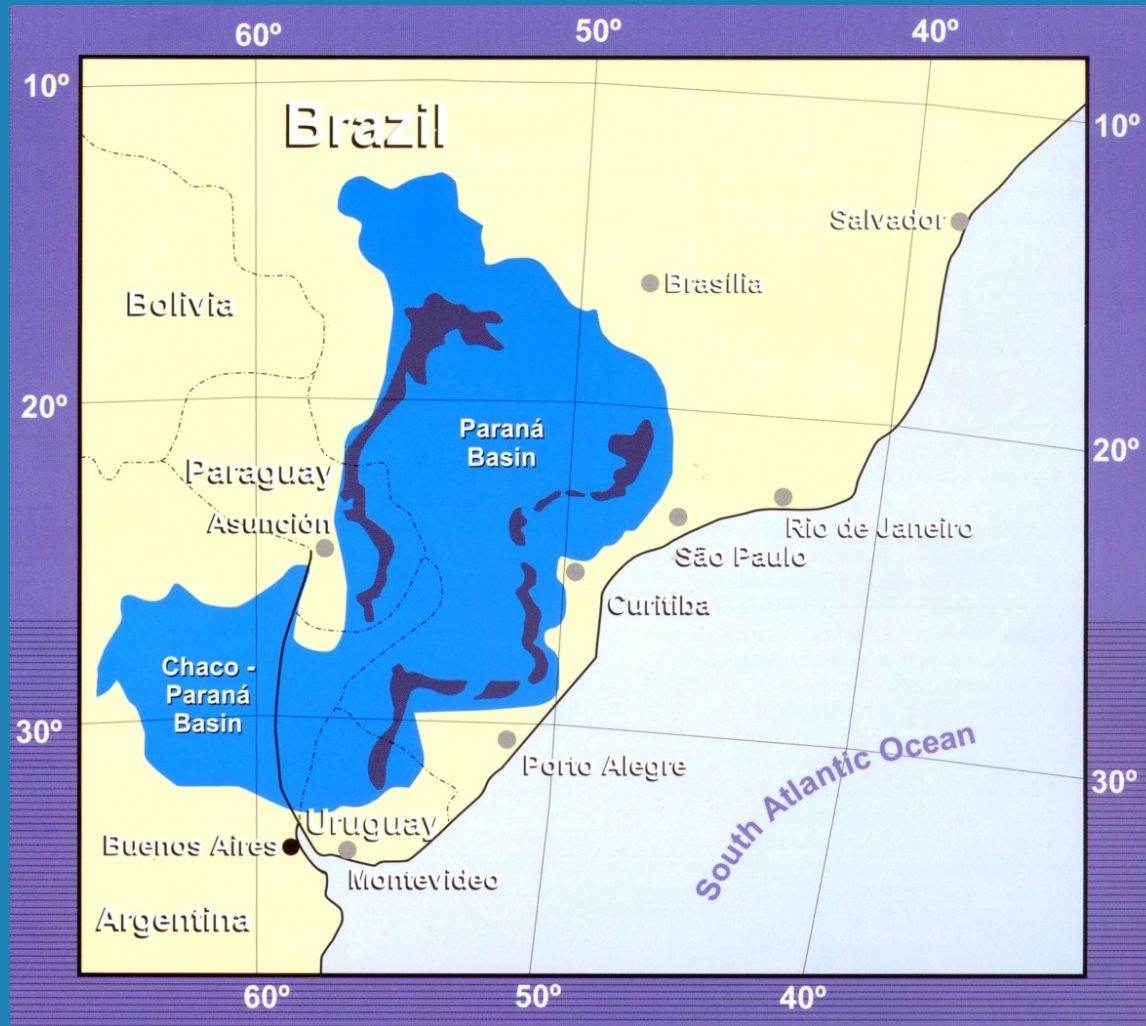 60º 50º 40º
10º
10º
Brazil
Salvador
Brasília
Bolivia
20º
20º
Paraná
Basin
Paraguay
Asunción
Rio de Janeiro
São Paulo
Curitiba
Chaco -
Paraná
Basin
30º
30º
Porto Alegre
South Atlantic Ocean
Uruguay
Buenos Aires
Montevideo
Argentina
60º 50º 40º